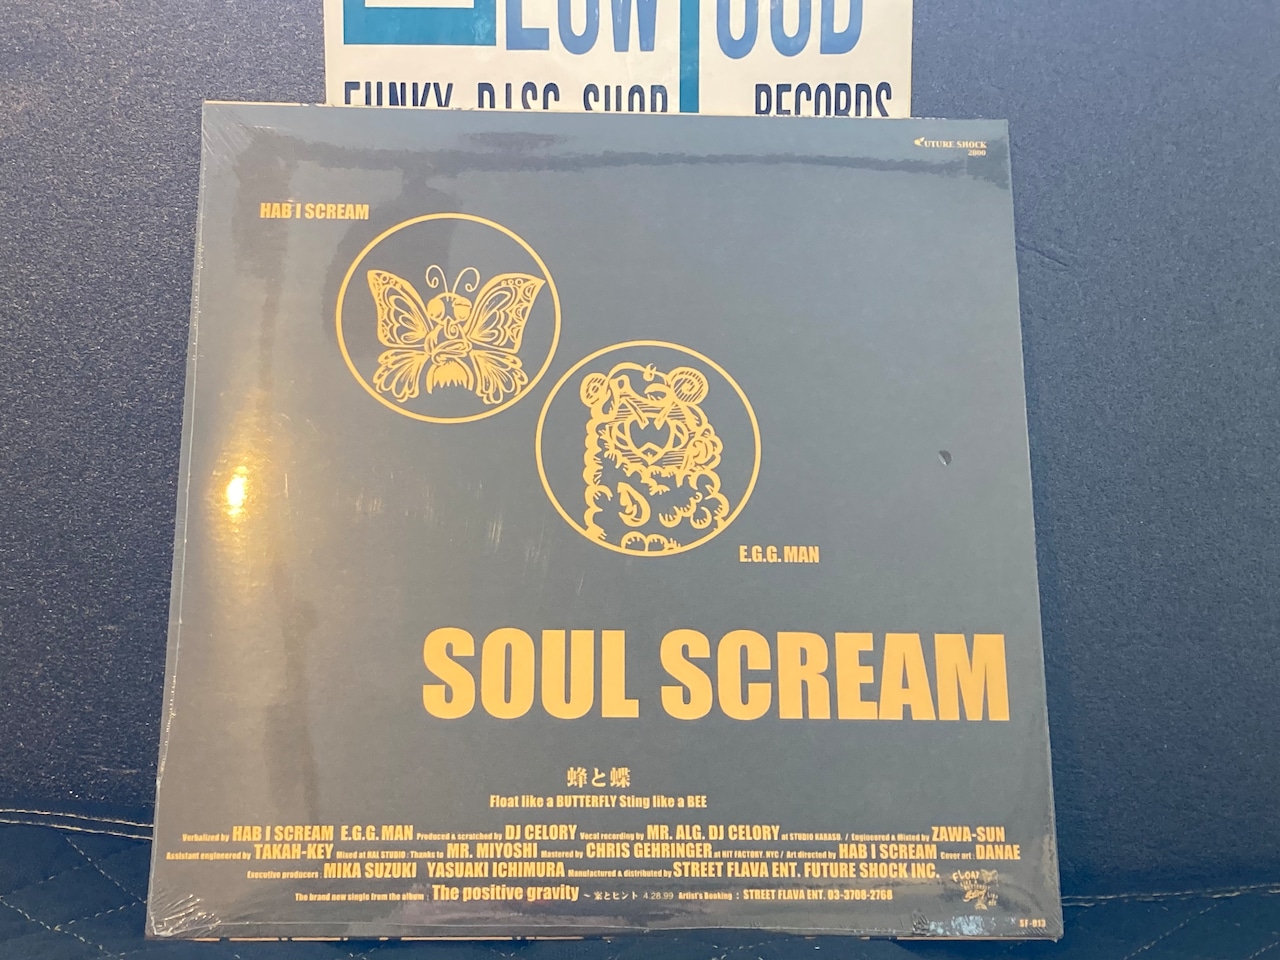 FUNKY DISC SHOP RECORDS
FUTURE SHOCK
2000
HAB I SCREAM
E.G.G. MAN
SOUL SCREAM
蜂と蝶
Float like a BUTTERFLY Sting like a BEE
Verbalized by HAB I SCREAM E.G.G. MAN Produced & scratched by DJ CELORY Vocal recording by MR. ALG. DJ CELORY at STUDIO KARASU. / Engineered & Mixed by ZAWA-SUN
Assistant engineered by TAKAH-KEY Mixed at HAL STUDIO / Thanks to MR. MIYOSHI Mastered by CHRIS GEHRINGER at HIT FACTORY. NYC / Art directed by HAB I SCREAM Cover art : DANAE
Executive producers : MIKA SUZUKI YASUAKI ICHIMURA Manufactured & distributed by STREET FLAVA ENT. FUTURE SHOCK INC.
The brand new single from the album : The positive gravity ~案とヒント 4.28.99 Artist's Booking : STREET FLAVA ENT. 03-3780-2768
FLOAT
SF-013